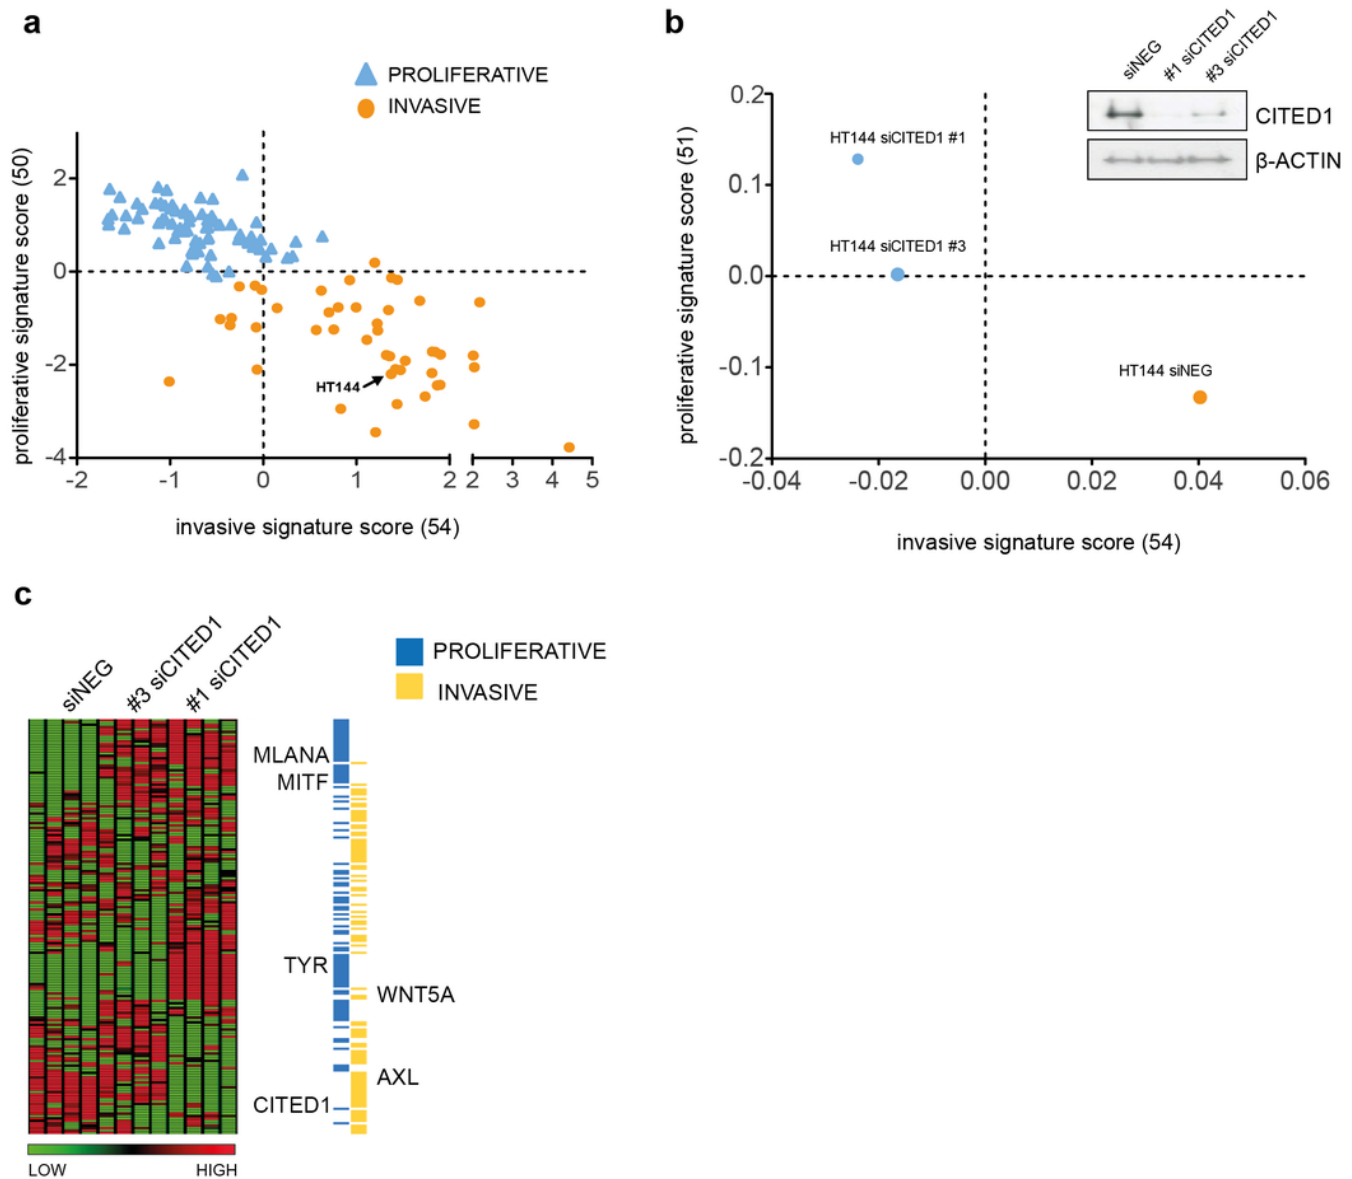 a
PROLIFERATIVE
INVASIVE
proliferative signature score (50)
2
0
-2
-4
HT144
-2 -1 0 1 2 2 3 4 5
invasive signature score (54)
b
siNEG
#1 siCITED1
#3 siCITED1
CITED1
β-ACTIN
proliferative signature score (51)
0.2
0.1
0.0
-0.1
-0.2
HT144 siCITED1 #1
HT144 siCITED1 #3
HT144 siNEG
-0.04 -0.02 0.00 0.02 0.04 0.06
invasive signature score (54)
c
siNEG
#3 siCITED1
#1 siCITED1
PROLIFERATIVE
INVASIVE
MLANA
MITF
TYR
WNT5A
AXL
CITED1
LOW HIGH